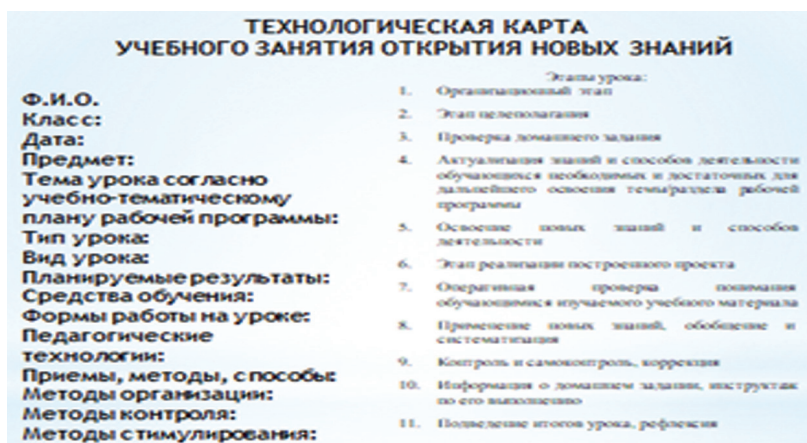 ТЕХНОЛОГИЧЕСКАЯ КАРТА
УЧЕБНОГО ЗАНЯТИЯ ОТКРЫТИЯ НОВЫХ ЗНАНИЙ
Ф.И.О.
Класс:
Дата:
Предмет:
Тема урока согласно
учебно-тематическому
плану рабочей программы:
Тип урока:
Вид урока:
Планируемые результаты:
Средства обучения:
Формы работы на уроке:
Педагогические
технологии:
Приемы, методы, способы:
Методы организации:
Методы контроля:
Методы стимулирования:
Этапы урока:
1. Организационный этап
2. Этап целеполагания
3. Проверка домашнего задания
4. Актуализация знаний и способов деятельности
обучающихся необходимых и достаточных для
дальнейшего освоения темы/раздела рабочей
программы
5. Освоение новых знаний и способов
деятельности
6. Этап реализации построенного проекта
7. Оперативная проверка понимания
обучающимися изучаемого учебного материала
8. Применение новых знаний, обобщение и
систематизация
9. Контроль и самоконтроль, коррекция
10. Информация о домашнем задании, инструктаж
по его выполнению
11. Подведение итогов урока, рефлексия